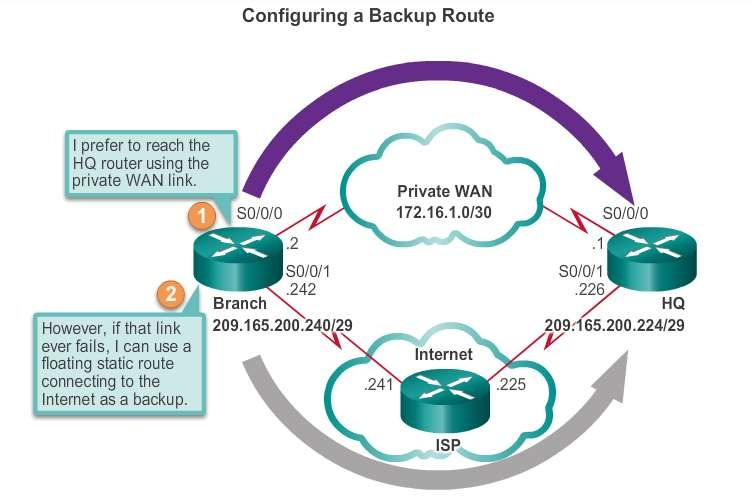 Configuring a Backup Route
I prefer to reach the
HQ router using the
private WAN link.
1
S0/0/0
Private WAN
172.16.1.0/30
S0/0/0
.2
.1
S0/0/1
.242
S0/0/1
.226
2
Branch
HQ
209.165.200.240/29
209.165.200.224/29
However, if that link
ever fails, I can use a
floating static route
connecting to the
Internet as a backup.
Internet
.241
.225
ISP